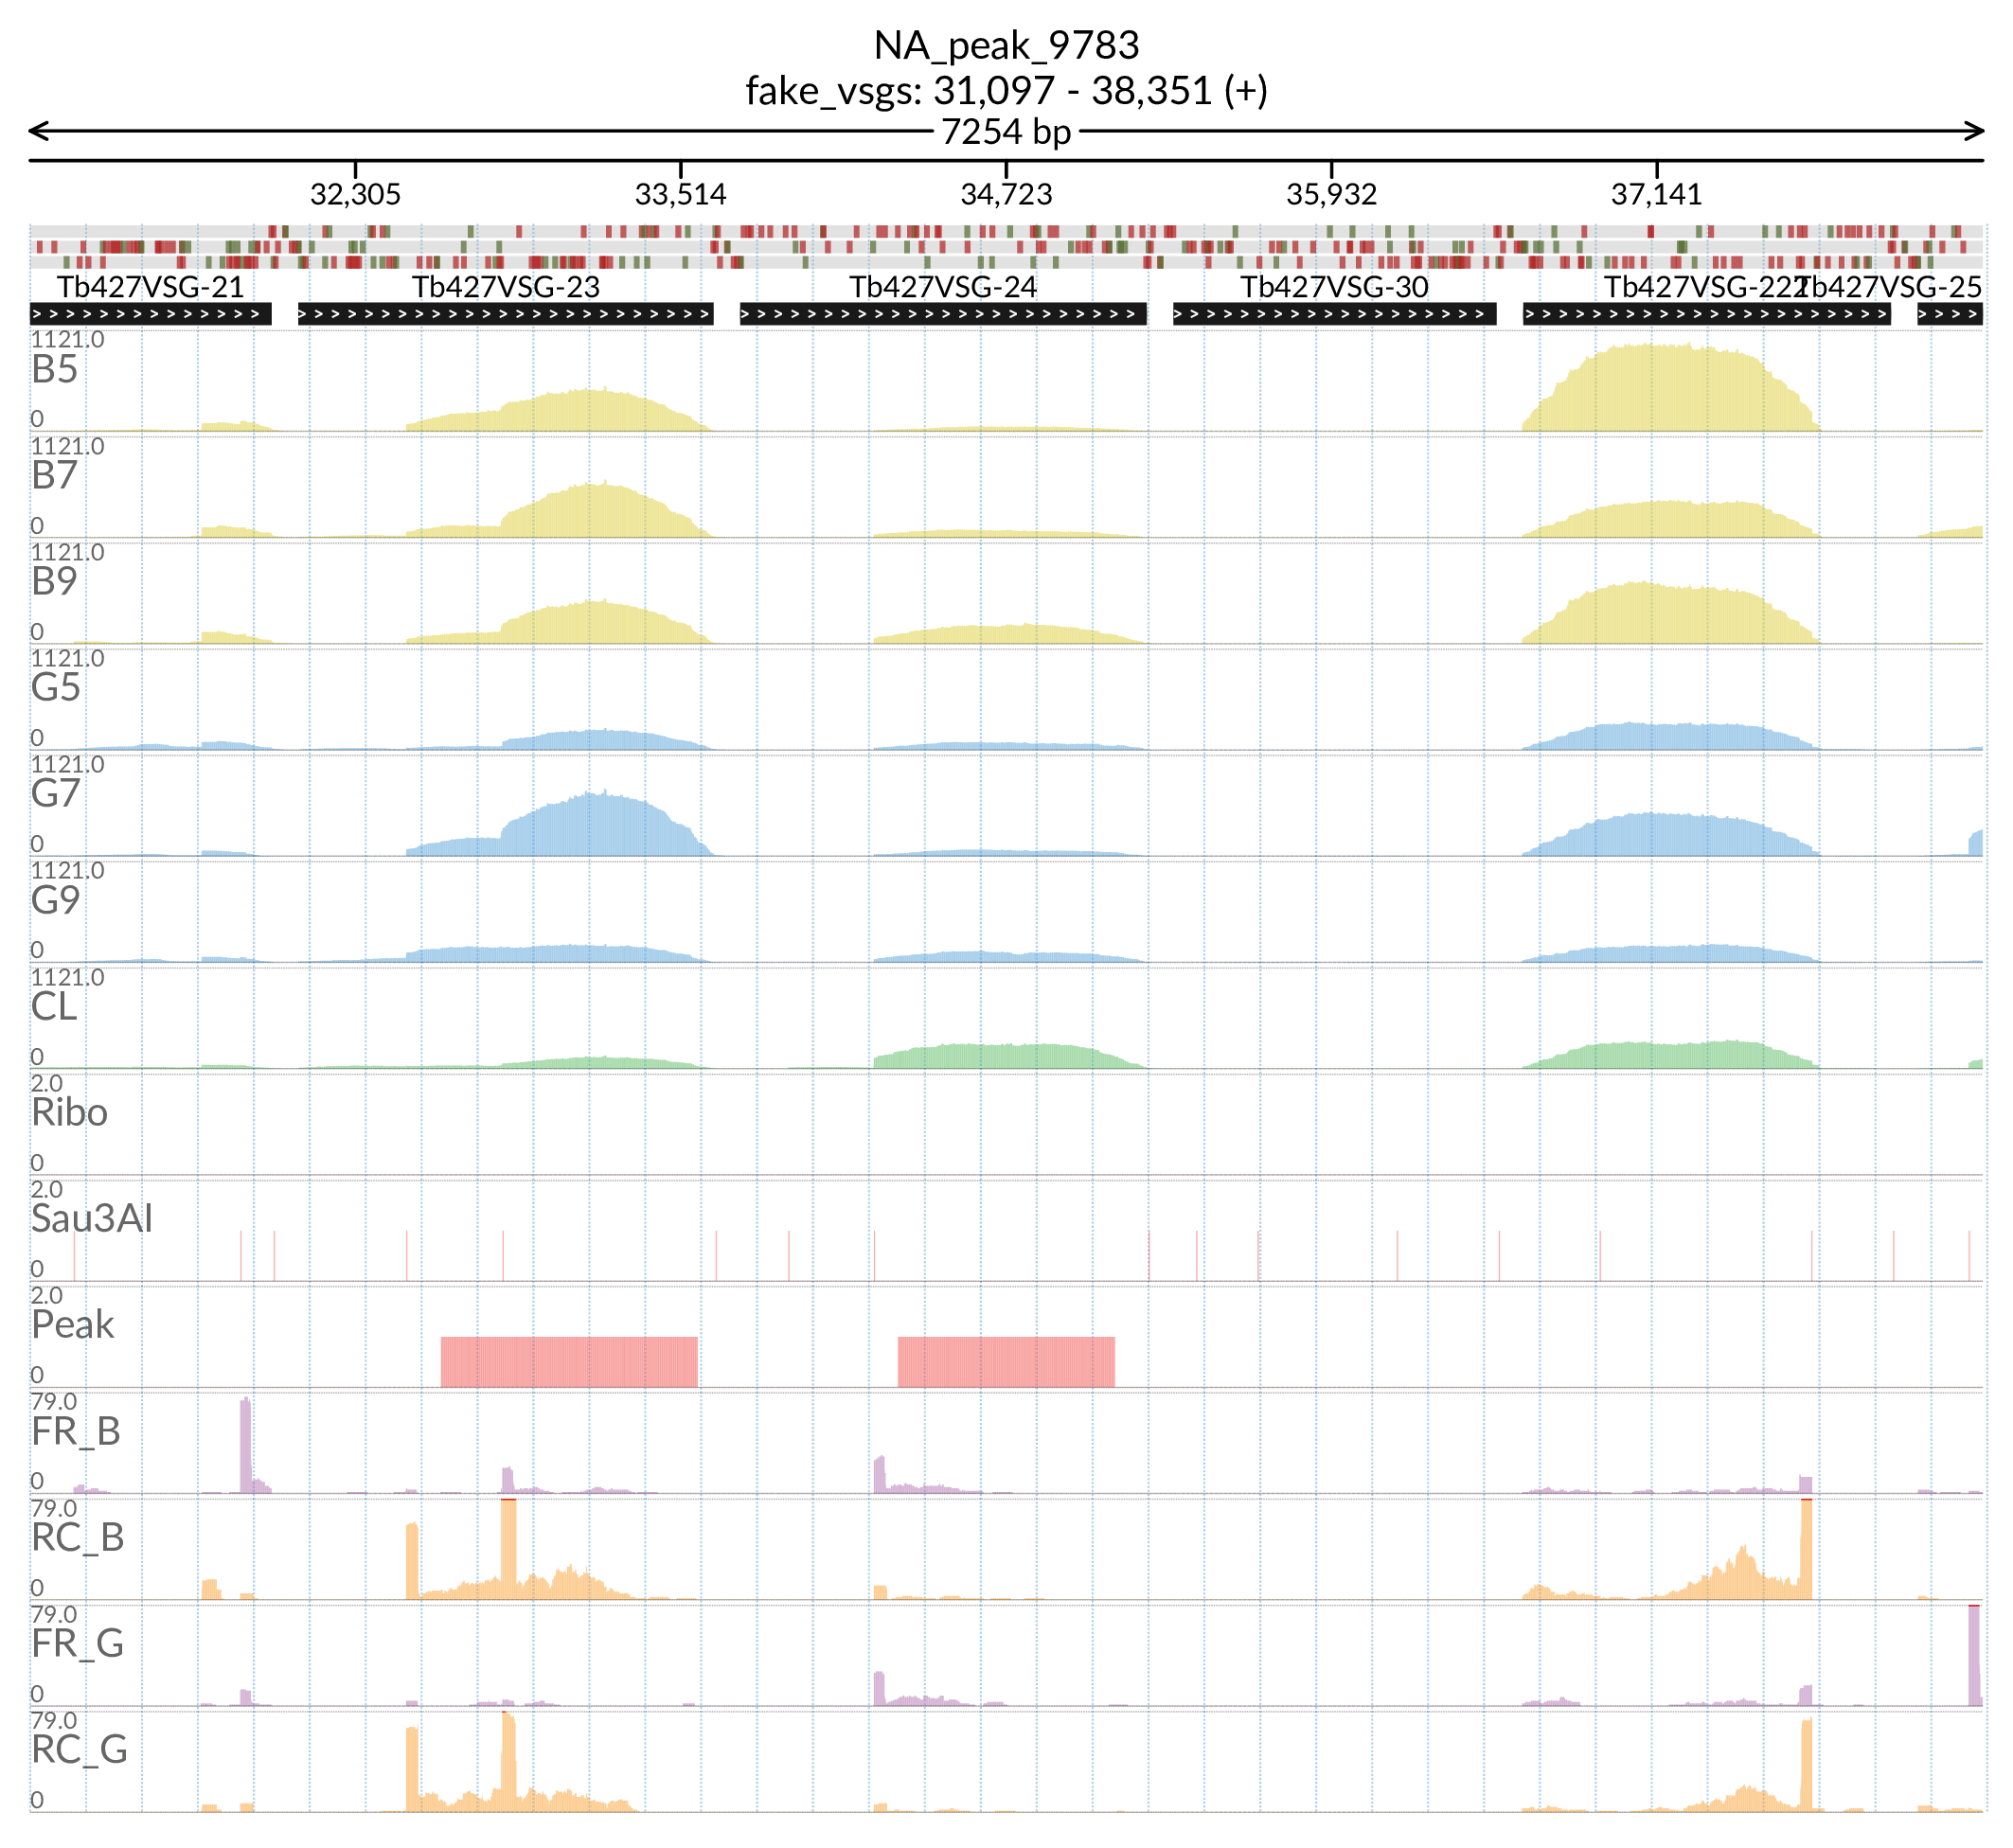 NA_peak_9783
fake_vsgs: 31,097 - 38,351 (+)
7254 bp
32,305 33,514 34,723 35,932 37,141
Tb427VSG-21 Tb427VSG-23 Tb427VSG-24 Tb427VSG-30 Tb427VSG-222 Tb427VSG-25
1121.0
B5
0
1121.0
B7
0
1121.0
B9
0
1121.0
G5
0
1121.0
G7
0
1121.0
G9
0
1121.0
CL
0
2.0
Ribo
0
2.0
Sau3AI
0
2.0
Peak
0
79.0
FR_B
0
79.0
RC_B
0
79.0
FR_G
0
79.0
RC_G
0